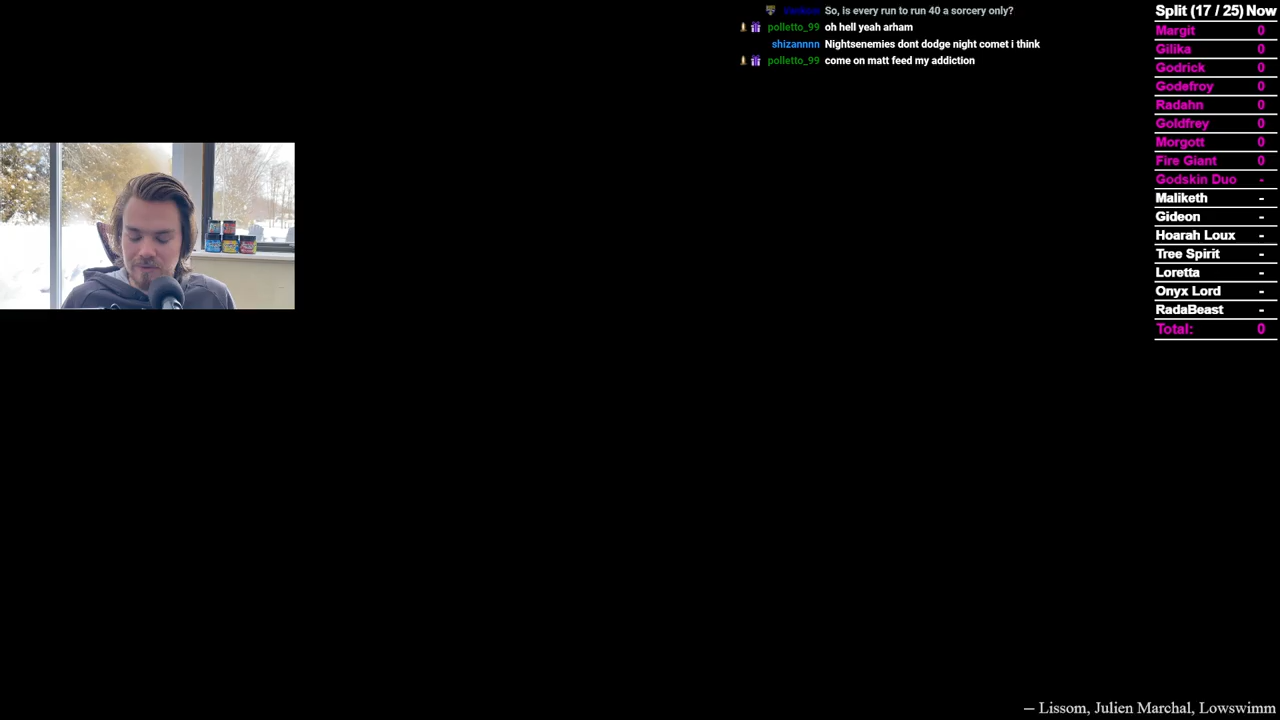 So, is every run to run 40 a sorcery only?
polletto_99 oh hell yeah arham
shizannnn Nightsenemies dont dodge night comet i think
polletto_99 come on matt feed my addiction
Split (17 / 25) Now
Margit 0
Gilika 0
Godrick 0
Godefroy 0
Radahn 0
Goldfrey 0
Morgott 0
Fire Giant 0
Godskin Duo -
Maliketh -
Gideon -
Hoarah Loux -
Tree Spirit -
Loretta -
Onyx Lord -
RadaBeast -
Total: 0
— Lissom, Julien Marchal, Lowswimm